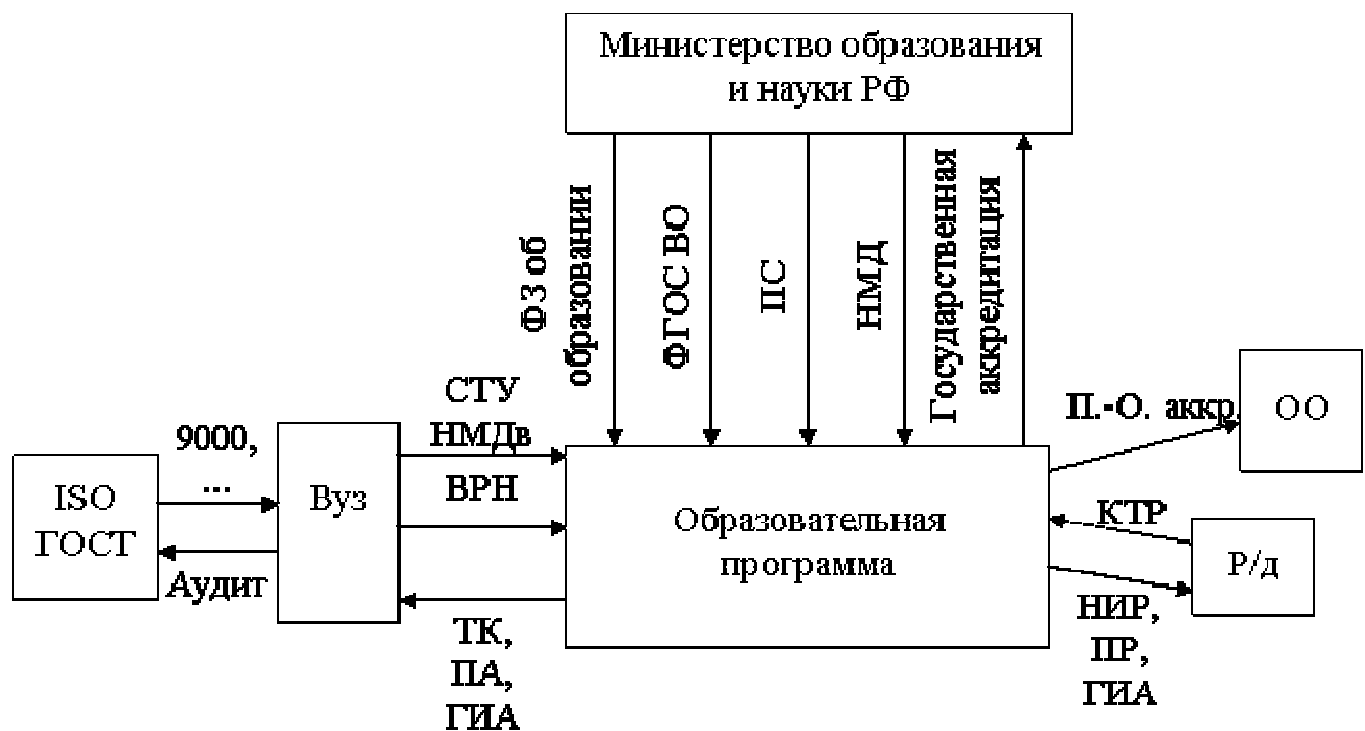 Министерство образования
и науки РФ
ФЗ об
образовании
ФГОС ВО
ПС
НМД
Государственная
аккредитация
П.-О. аккр.
ОО
СТУ
НМДв
ВРН
9000,
...
ISO
ГОСТ
Вуз
Аудит
Образовательная
программа
КТР
Р/д
НИР,
ПР,
ГИА
ТК,
ПА,
ГИА